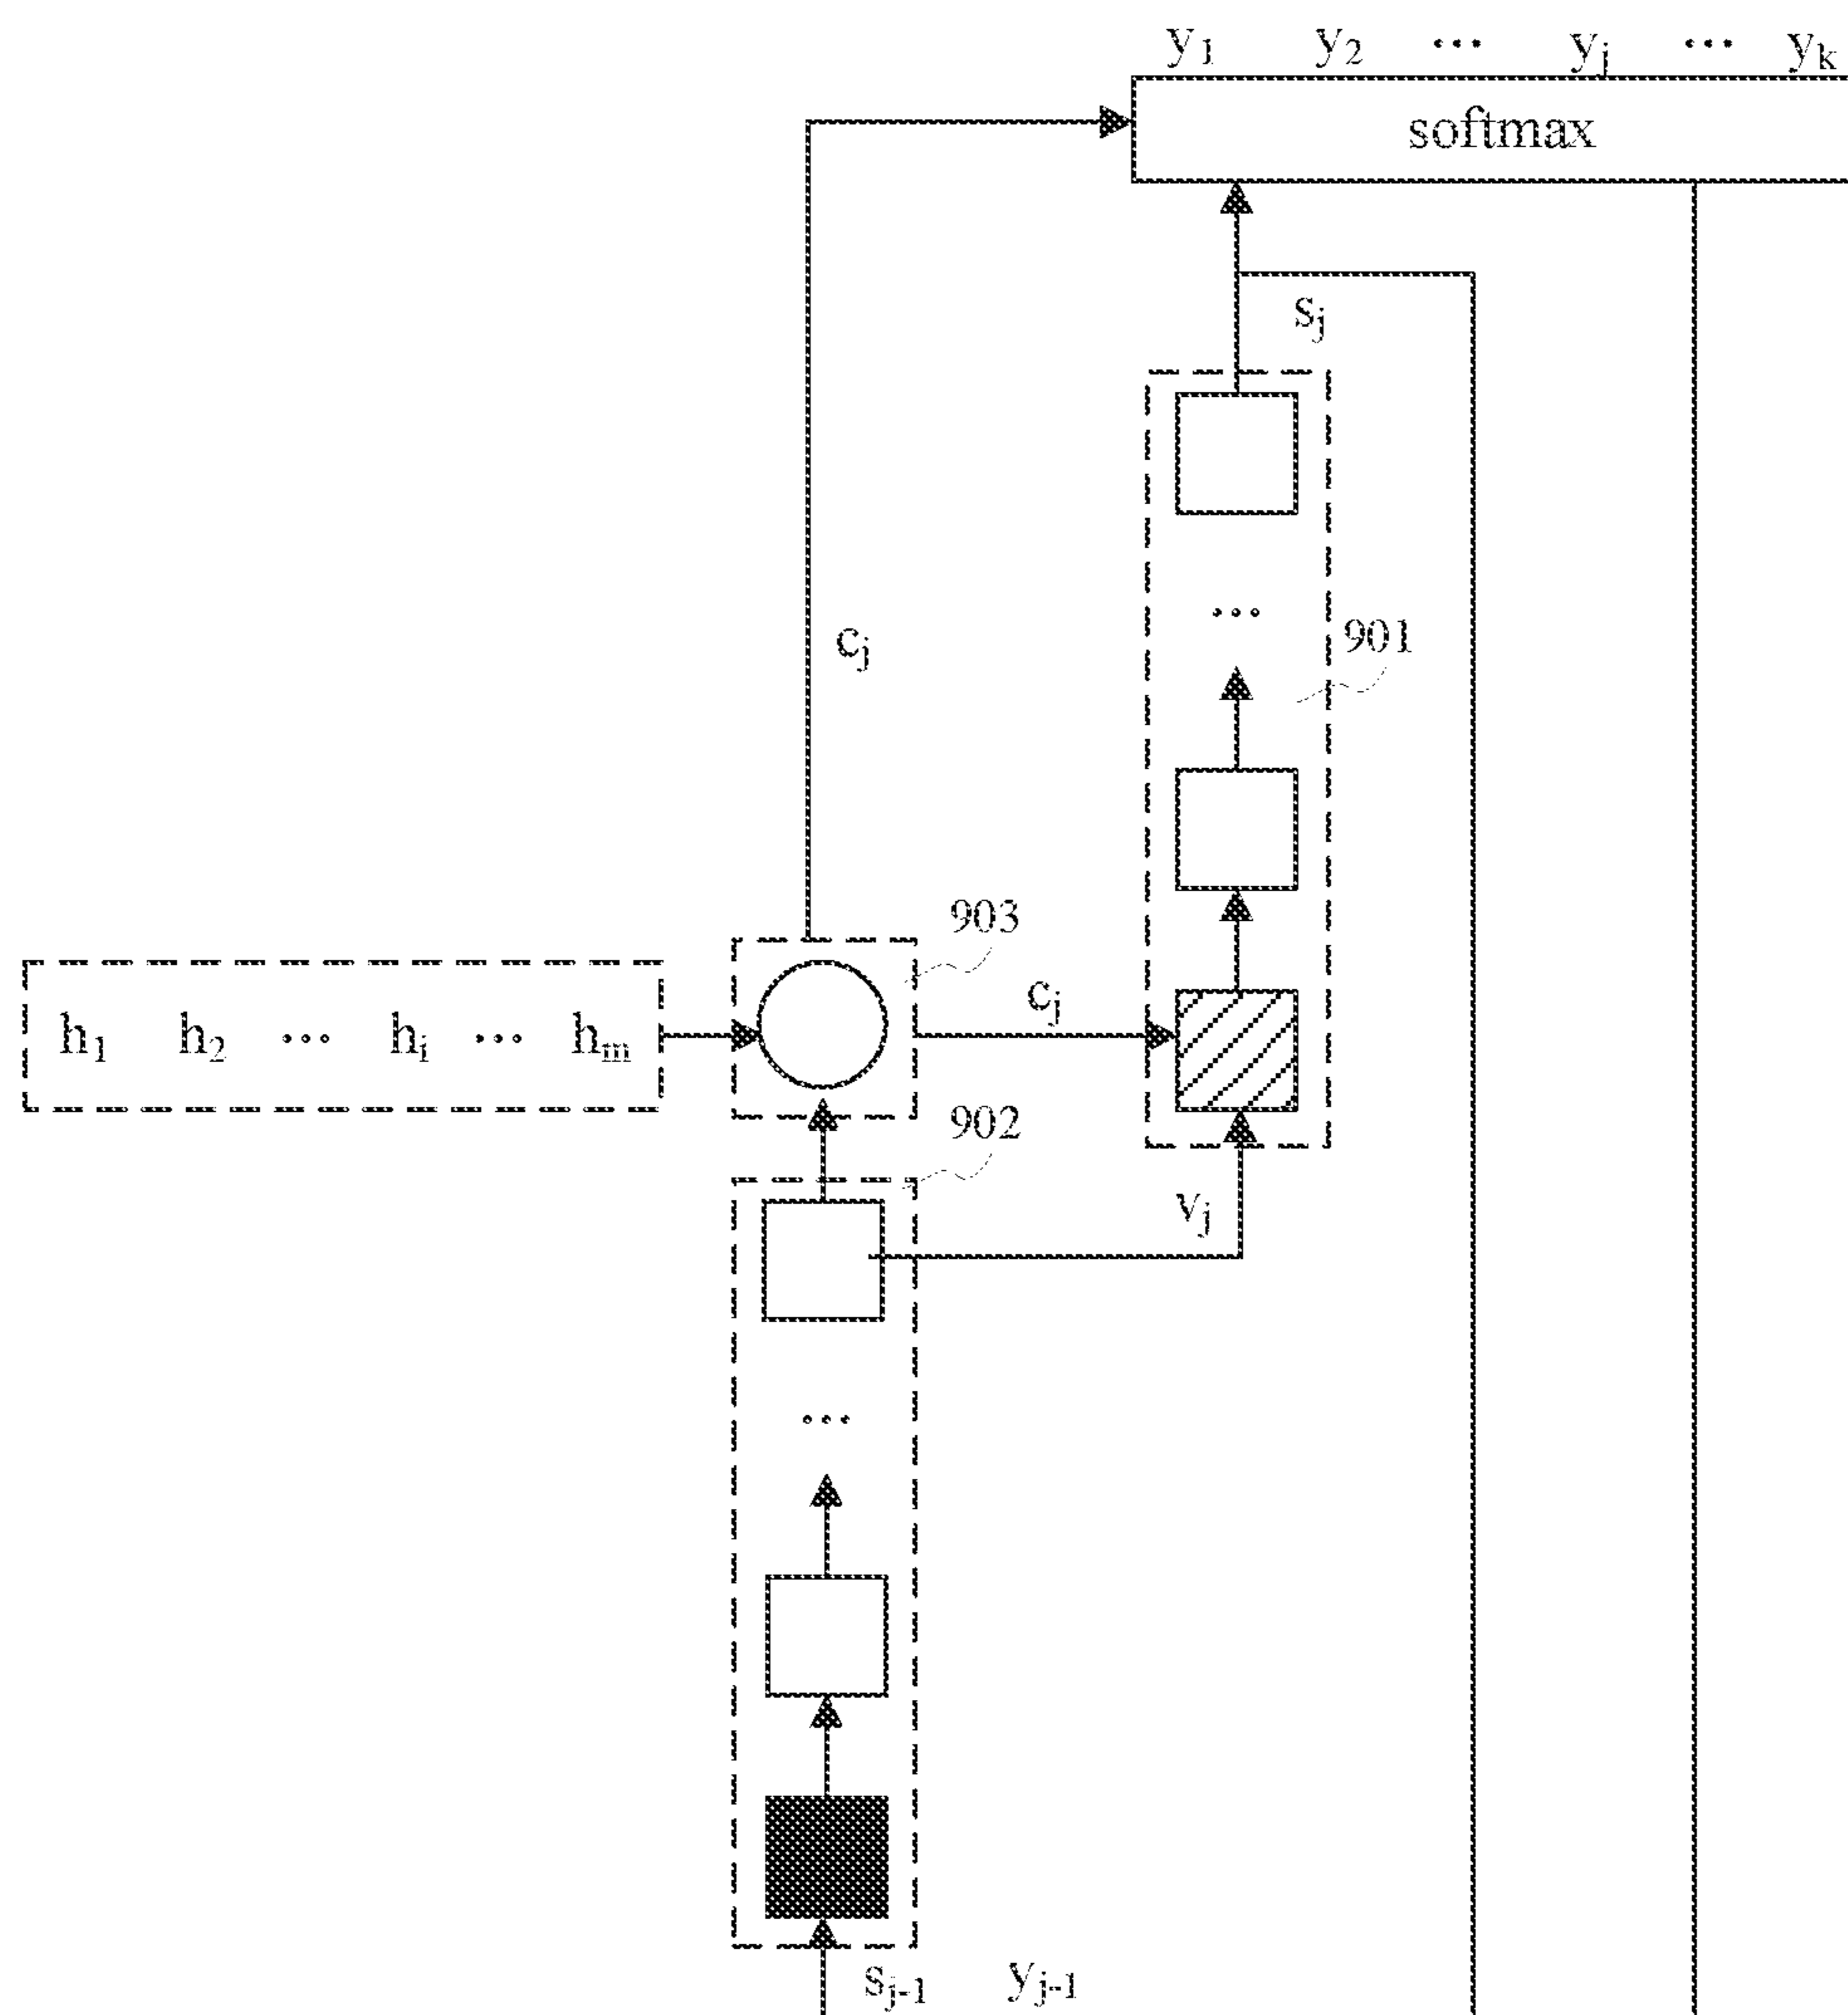 y₁ y₂ ... yⱼ ... yₖ
softmax
sⱼ
cⱼ
901
903
cⱼ
h₁ h₂ ... hᵢ ... hₘ
902
vⱼ
sⱼ₋₁ yⱼ₋₁